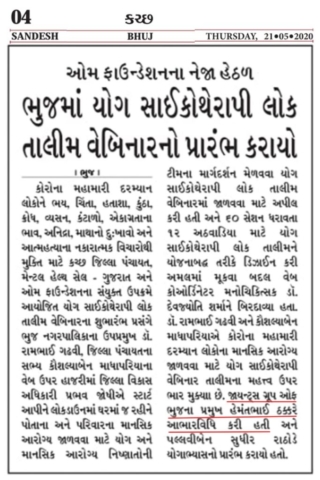 04
કચ્છ
SANDESH
BHUJ
THURSDAY, 21•05•2020
ઓમ ફાઉન્ડેશનના નેજા હેઠળ
ભુજમાં યોગ સાઈકોથેરાપી લોક
તાલીમ વેબિનારનો પ્રારંભ કરાયો
। ભુજ ।
કોરોના મહામારી દરમ્યાન
લોકોને ભય, ચિંતા, હતાશા, કુંઠા,
ક્રોધ, વ્યસન, કંટાળો, એકાગ્રતાના
ભાવ, અનિદ્રા, માથાનો દુઃખાવો અને
આત્મહત્યાના નકારાત્મક વિચારોથી
મુક્તિ માટે કચ્છ જિલ્લા પંચાયત,
મેન્ટલ હેલ્થ સેલ - ગુજરાત અને
ઓમ ફાઉન્ડેશનના સંયુક્ત ઉપક્રમે
આયોજિત યોગ સાઈકોથેરાપી લોક
તાલીમ વેબિનારના શુભારંભ પ્રસંગે
ભુજ નગરપાલિકાના ઉપપ્રમુખ ડૉ.
રામભાઈ ગઢવી, જિલ્લા પંચાયતના
સભ્ય કૌશલ્યાબેન માધાપરિયાના
વેબ ઉપર હાજરીમાં જિલ્લા વિકાસ
અધિકારી પ્રભવ જોષીએ સ્ટાર્ટ
આપીને લોકડાઉનમાં ઘરમાં જ રહીને
પોતાના અને પરિવારના માનસિક
આરોગ્ય જાળવવા માટે યોગ અને
માનસિક આરોગ્ય નિષ્ણાતોની
ટીમના માર્ગદર્શન મેળવવા યોગ
સાઈકોથેરાપી લોક તાલીમ
વેબિનારમાં જોડાવા માટે અપીલ
કરી હતી અને ૬૦ સેશન ધરાવતા
૧૨ અઠવાડિયા માટે યોગ
સાઈકોથેરાપી લોક તાલીમને
યોજનાબદ્ધ તરીકે ડિઝાઈન કરી
અમલમાં મૂકવા બદલ વેબ
કોઓર્ડિનેટર મનોચિકિત્સક ડૉ.
દેવજ્યોતિ શર્માને બિરદાવ્યા હતા.
ડૉ. રામભાઈ ગઢવી અને કૌશલ્યાબેન
માધાપરિયાએ કોરોના મહામારી
દરમ્યાન લોકોના માનસિક આરોગ્ય
જાળવવા માટે યોગ સાઈકોથેરાપી
વેબિનાર તાલીમના મહત્ત્વ ઉપર
ભાર મુક્યા છે. જાયન્ટ્સ ગ્રુપ ઓફ
ભુજના પ્રમુખ હેમંતભાઈ ઠક્કરે
આભારવિધિ કરી હતી અને
પલ્લવીબેન સુધીર રાઠોડે
યોગાભ્યાસનો પ્રારંભ કરાવ્યો હતો.